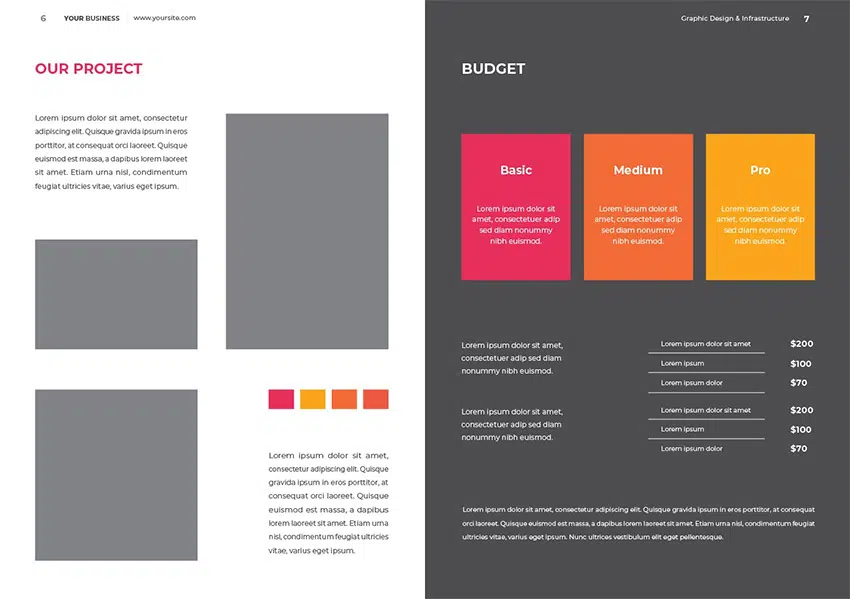 6 YOUR BUSINESS www.yoursite.com
OUR PROJECT
Lorem ipsum dolor sit amet, consectetur
adipiscing elit. Quisque gravida ipsum in eros
porttitor, at consequat orci laoreet. Quisque
euismod est massa, a dapibus lorem laoreet
sit amet. Etiam urna nisl, condimentum
feugiat ultricies vitae, varius eget ipsum.
Lorem ipsum dolor sit amet,
consectetur adipiscing elit. Quisque
gravida ipsum in eros porttitor, at
consequat orci laoreet. Quisque
euismod est massa, a dapibus
lorem laoreet sit amet. Etiam urna
nisl, condimentum feugiat ultricies
vitae, varius eget ipsum.
Graphic Design & Infrastructure 7
BUDGET
Basic
Lorem ipsum dolor sit
amet, consectetuer adip
sed diam nonummy
nibh euismod.
Medium
Lorem ipsum dolor sit
amet, consectetuer adip
sed diam nonummy
nibh euismod.
Pro
Lorem ipsum dolor sit
amet, consectetuer adip
sed diam nonummy
nibh euismod.
Lorem ipsum dolor sit amet,
consectetuer adip sed diam
nonummy nibh euismod.
Lorem ipsum dolor sit amet $200
Lorem ipsum $100
Lorem ipsum dolor $70
Lorem ipsum dolor sit amet,
consectetuer adip sed diam
nonummy nibh euismod.
Lorem ipsum dolor sit amet $200
Lorem ipsum $100
Lorem ipsum dolor $70
Lorem ipsum dolor sit amet, consectetur adipiscing elit. Quisque gravida ipsum in eros porttitor, at consequat
orci laoreet. Quisque euismod est massa, a dapibus lorem laoreet sit amet. Etiam urna nisl, condimentum feugiat
ultricies vitae, varius eget ipsum. Nunc ultrices vestibulum elit eget pellentesque.